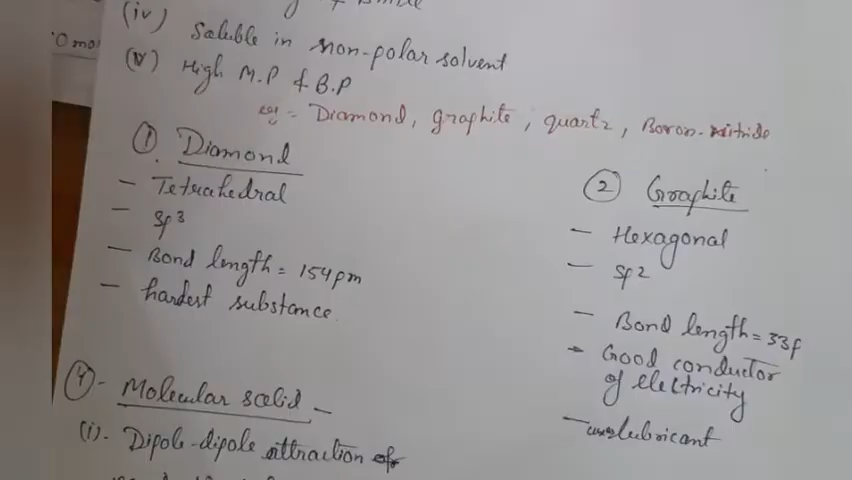 (iv) Soluble in non-polar solvent
(v) High M.P & B.P
eg = Diamond, graphite, quartz, Boron-nitride
① Diamond
- Tetrahedral
- Sp3
- Bond length = 154pm
- hardest substance.
② Graphite
- Hexagonal
- Sp2
- Bond length = 33p
- Good conductor
of electricity
- lubricant
④ - Molecular solid -
(i). Dipole-dipole attraction